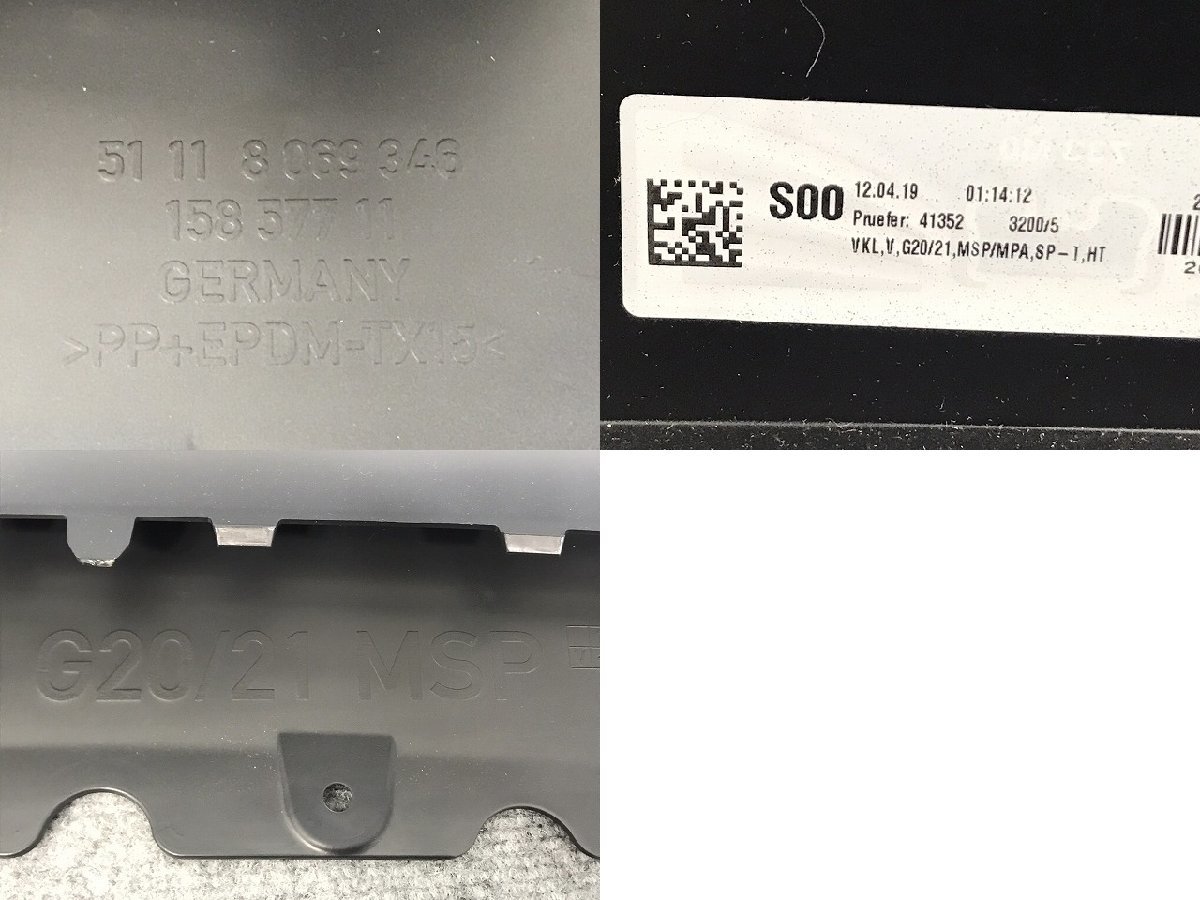 51 11 8 069 346
158 577 11
GERMANY
>PP+EPDM-TX15<
S00
12.04.19 01:14:12
Pruefer: 41352 3200/5
VKL,V,G20/21,MSP/MPA,SP-T,HT
G20/21 MSP